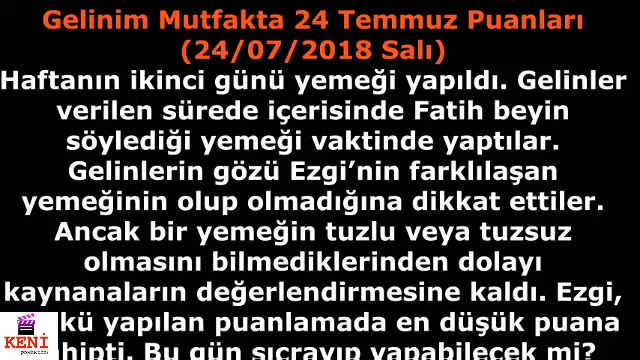 Gelinim Mutfakta 24 Temmuz Puanları
(24/07/2018 Salı)
Haftanın ikinci günü yemeği yapıldı. Gelinler
verilen sürede içerisinde Fatih beyin
söylediği yemeği vaktinde yaptılar.
Gelinlerin gözü Ezgi’nin farklılaşan
yemeğinin olup olmadığına dikkat ettiler.
Ancak bir yemeğin tuzlu veya tuzsuz
olmasını bilmediklerinden dolayı
kaynanaların değerlendirmesine kaldı. Ezgi,
kü yapılan puanlamada en düşük puana
hipti. Bu gün sıçrayıp yapabilecek mi?
KENİ
production